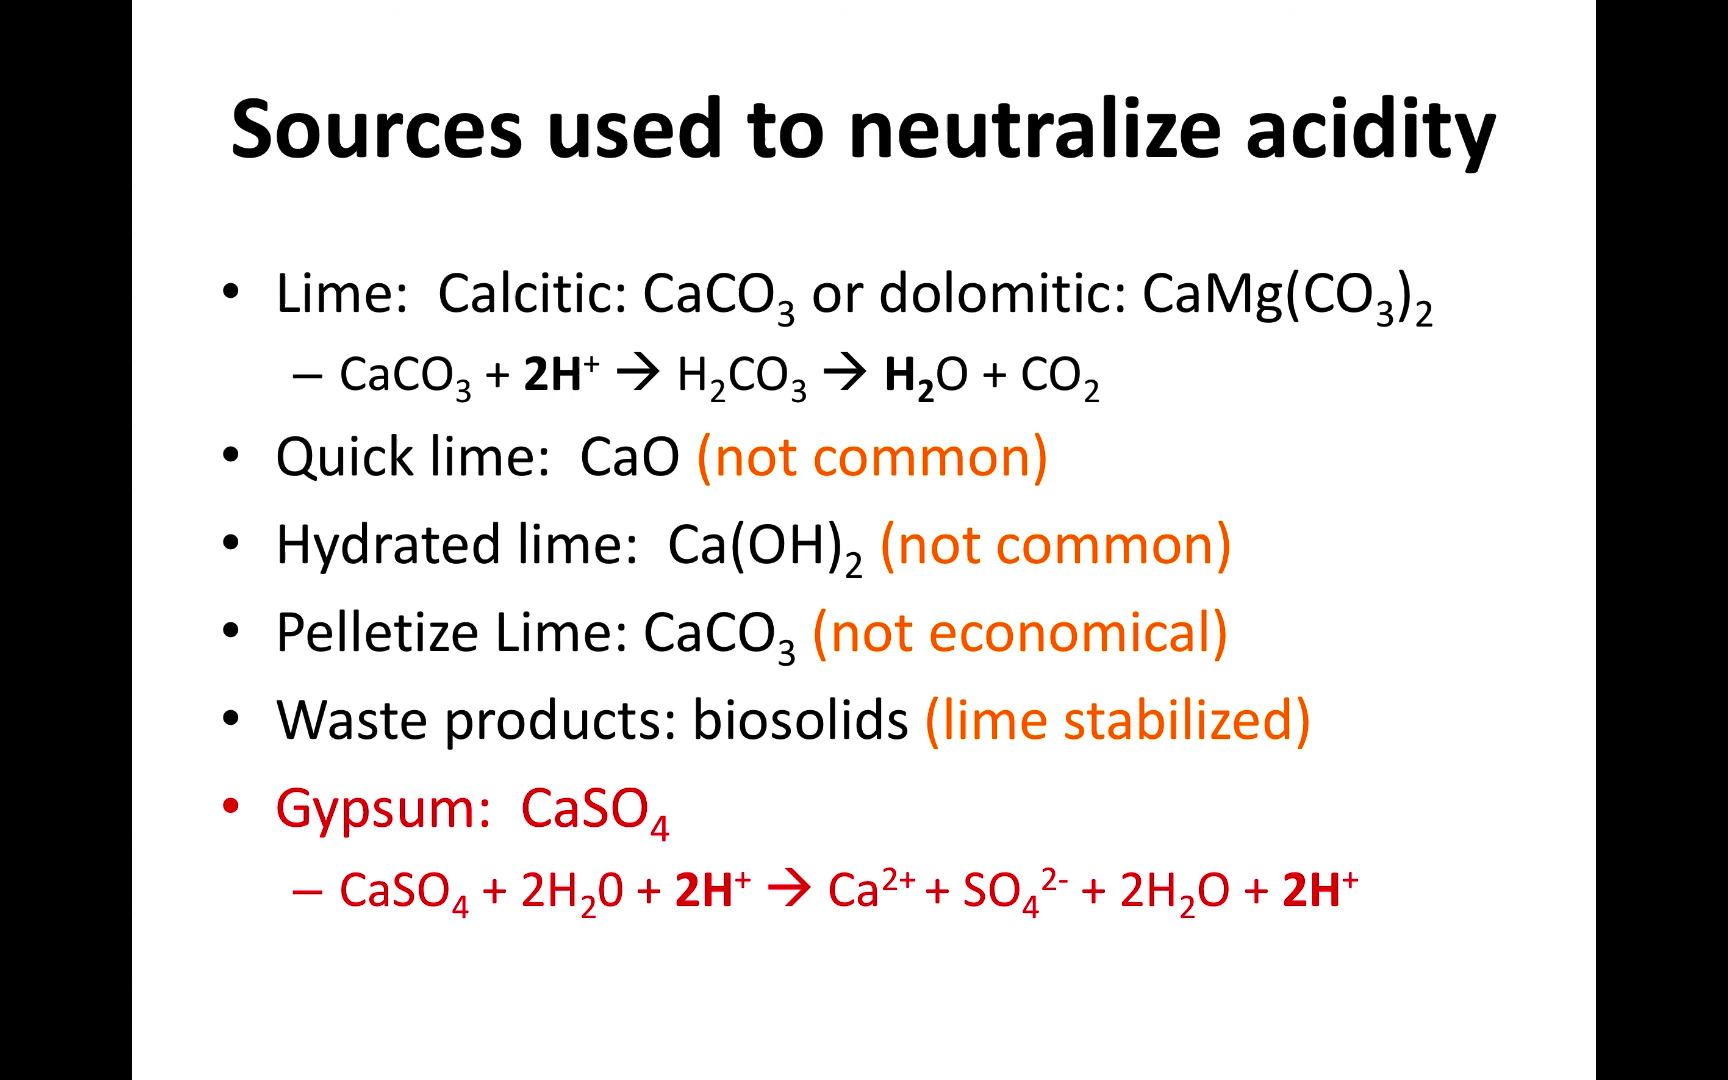 Sources used to neutralize acidity
• Lime: Calcitic: CaCO₃ or dolomitic: CaMg(CO₃)₂
– CaCO₃ + 2H⁺ → H₂CO₃ → H₂O + CO₂
• Quick lime: CaO (not common)
• Hydrated lime: Ca(OH)₂ (not common)
• Pelletize Lime: CaCO₃ (not economical)
• Waste products: biosolids (lime stabilized)
• Gypsum: CaSO₄
– CaSO₄ + 2H₂0 + 2H⁺ → Ca²⁺ + SO₄²⁻ + 2H₂O + 2H⁺